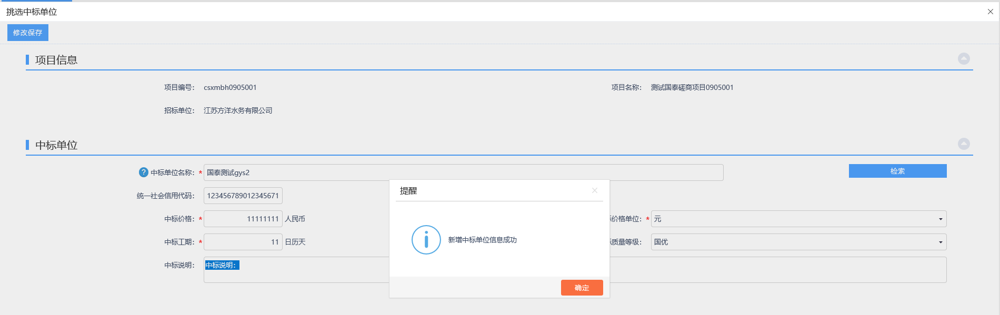 挑选中标单位
修改保存
项目信息
项目编号： csxmbh0905001 项目名称： 测试国泰磋商项目0905001
招标单位： 江苏方洋水务有限公司
中标单位
? 中标单位名称： * 国泰测试gys2 检索
统一社会信用代码： 123456789012345671
中标价格： * 11111111 人民币 标价格单位： * 元
中标工期： * 11 日历天 标质量等级： 国优
中标说明： 中标说明：
提醒
新增中标单位信息成功
确定